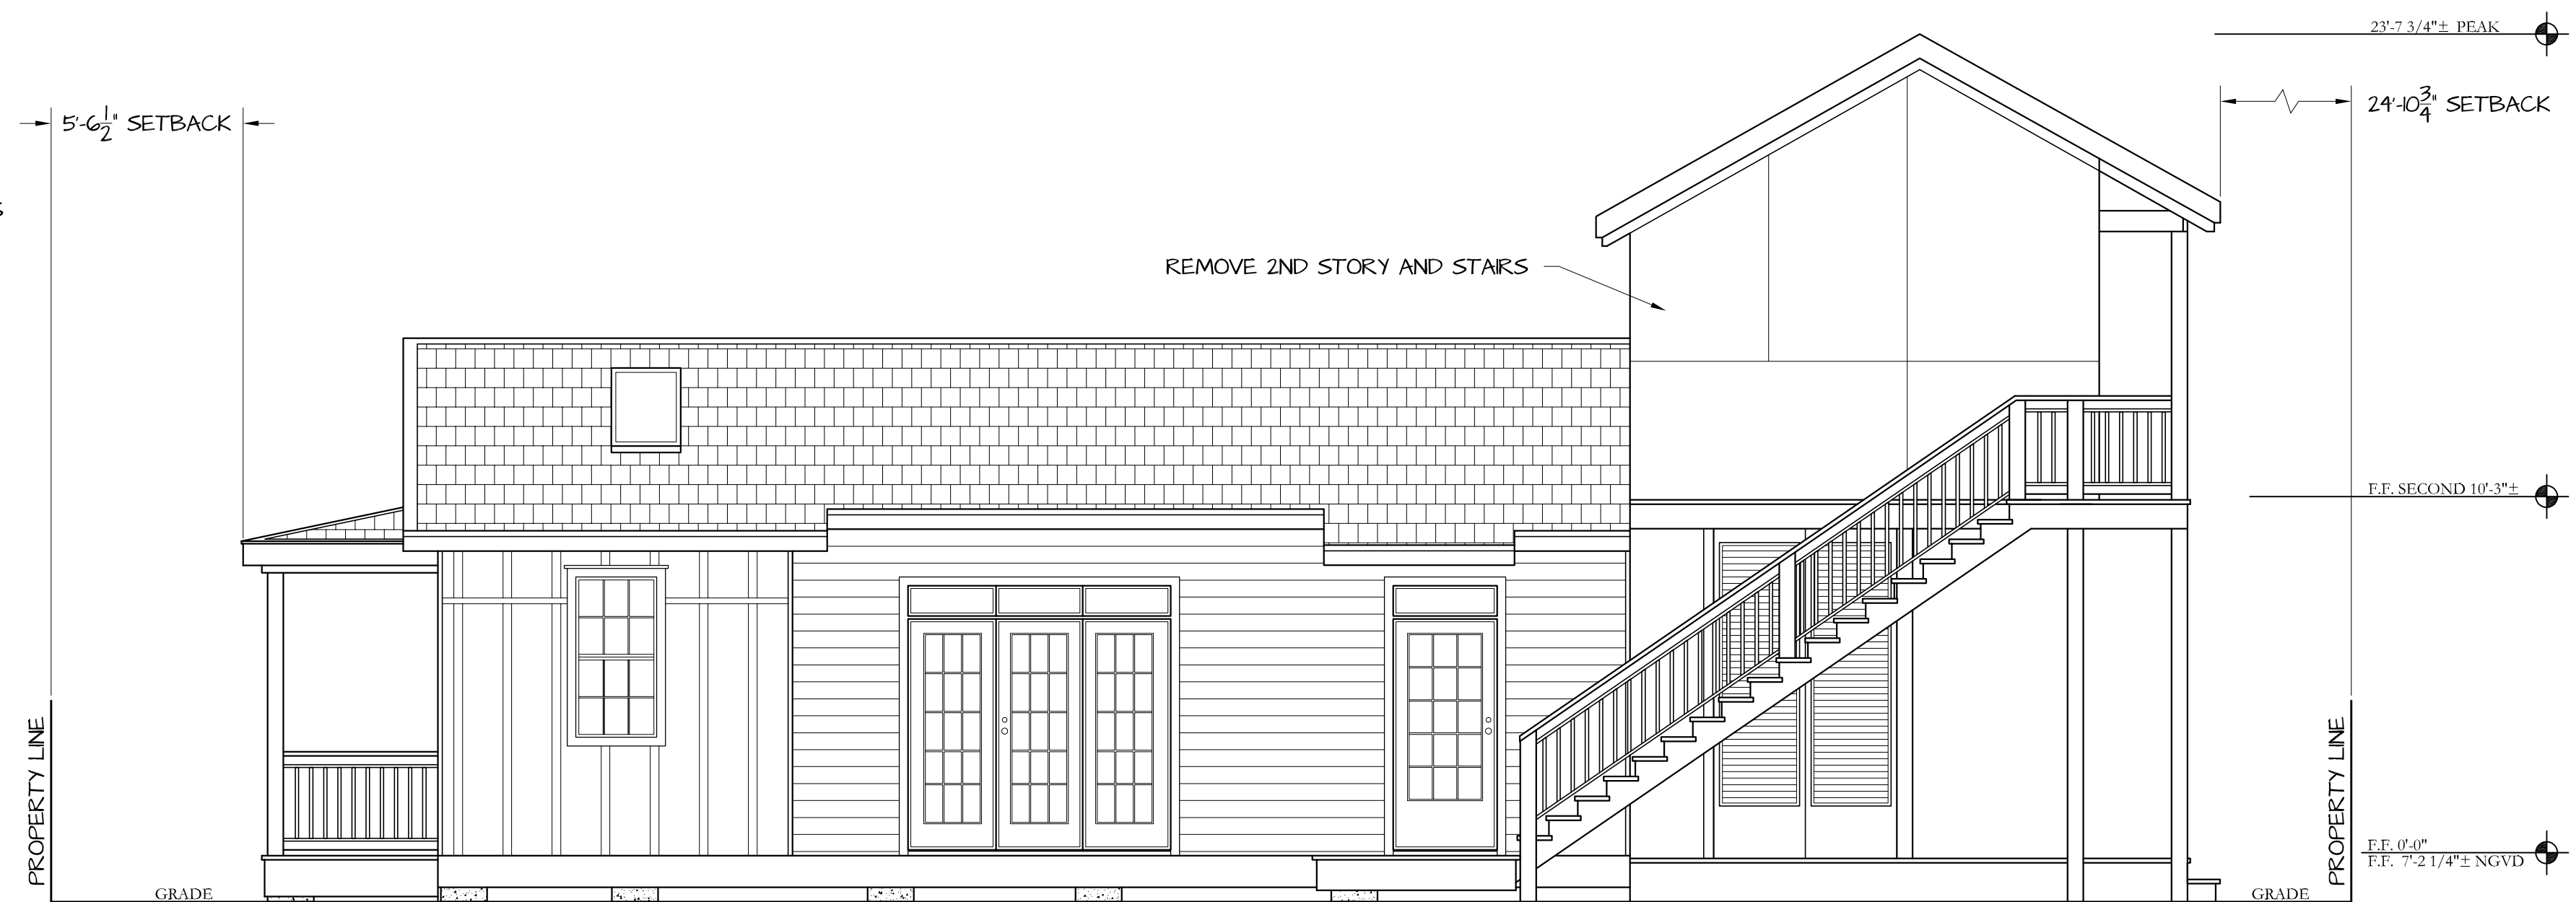 23'-7 3/4"± PEAK
5'-6 1/2" SETBACK
24'-10 3/4" SETBACK
REMOVE 2ND STORY AND STAIRS
F.F. SECOND 10'-3"±
PROPERTY LINE
PROPERTY LINE
F.F. 0'-0"
F.F. 7'-2 1/4"± NGVD
GRADE
GRADE